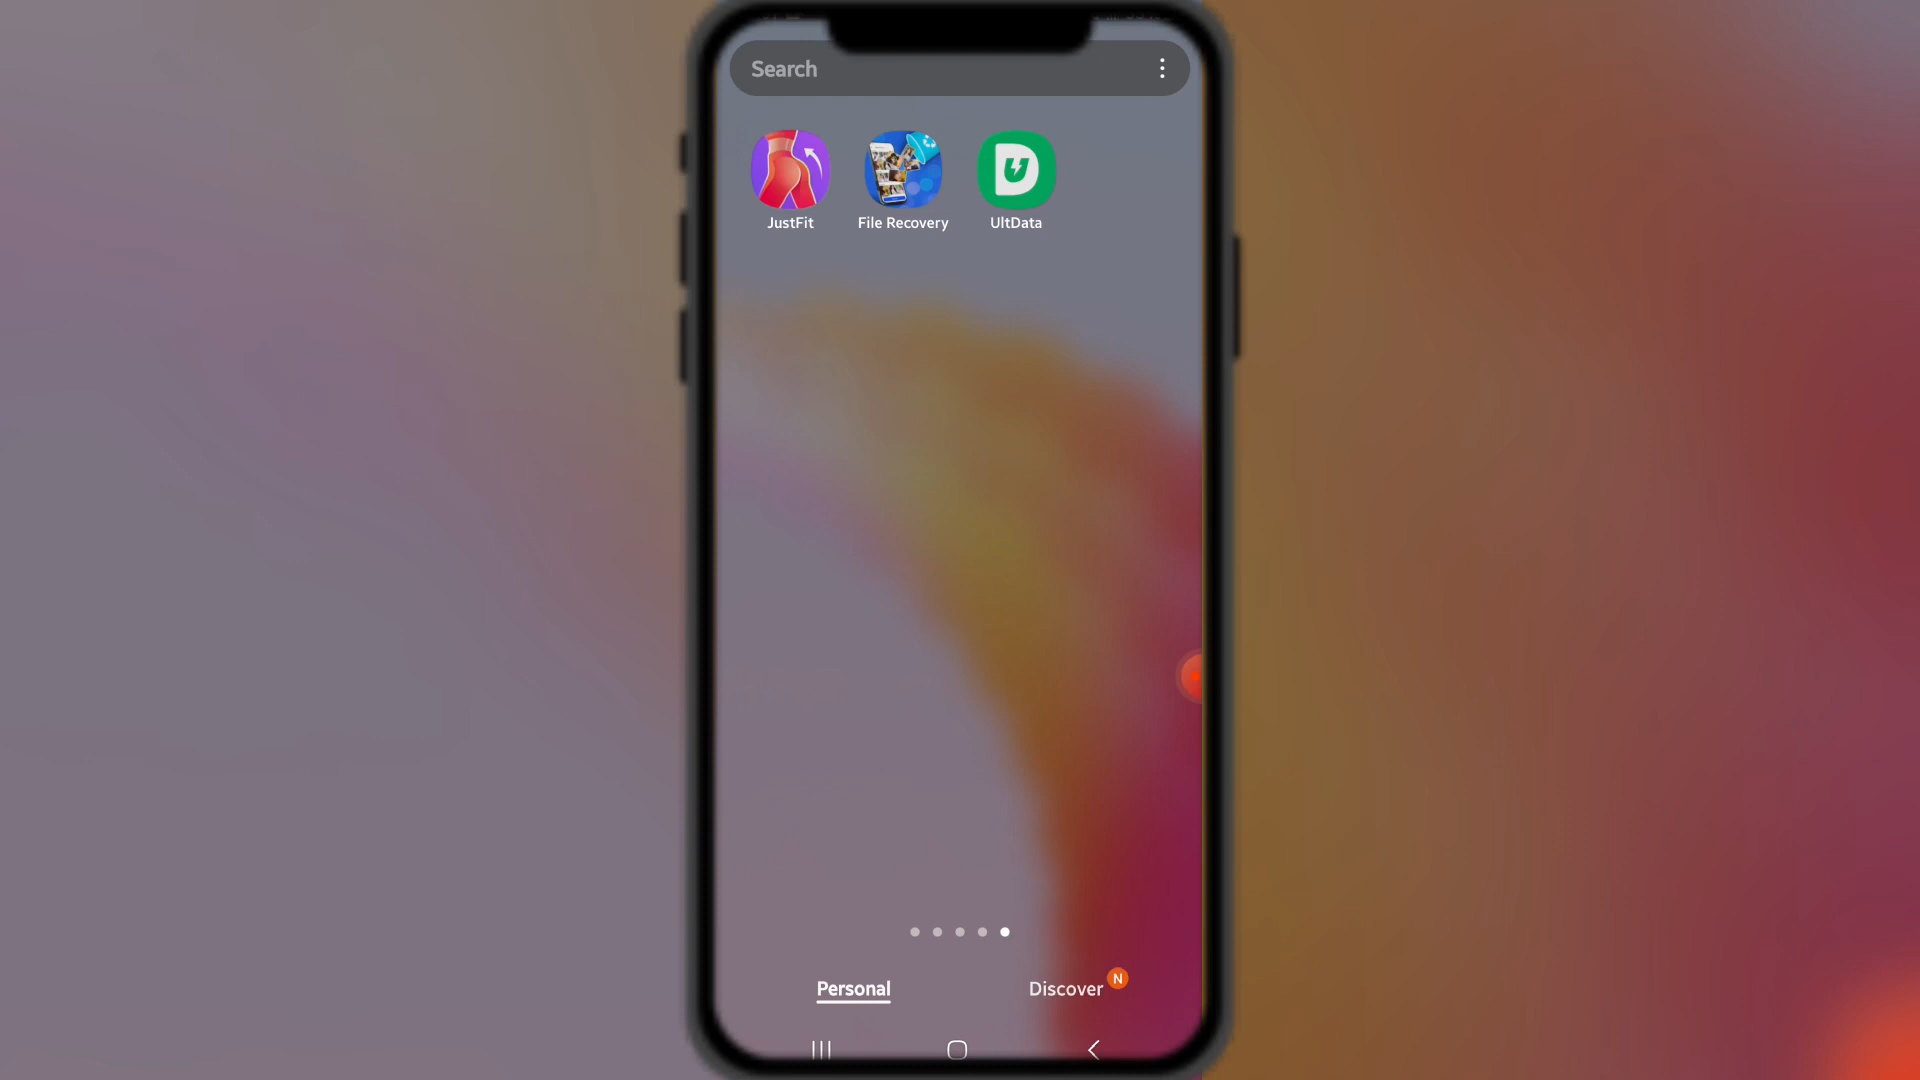 Search
JustFit
File Recovery
UltData
Personal
Discover
N